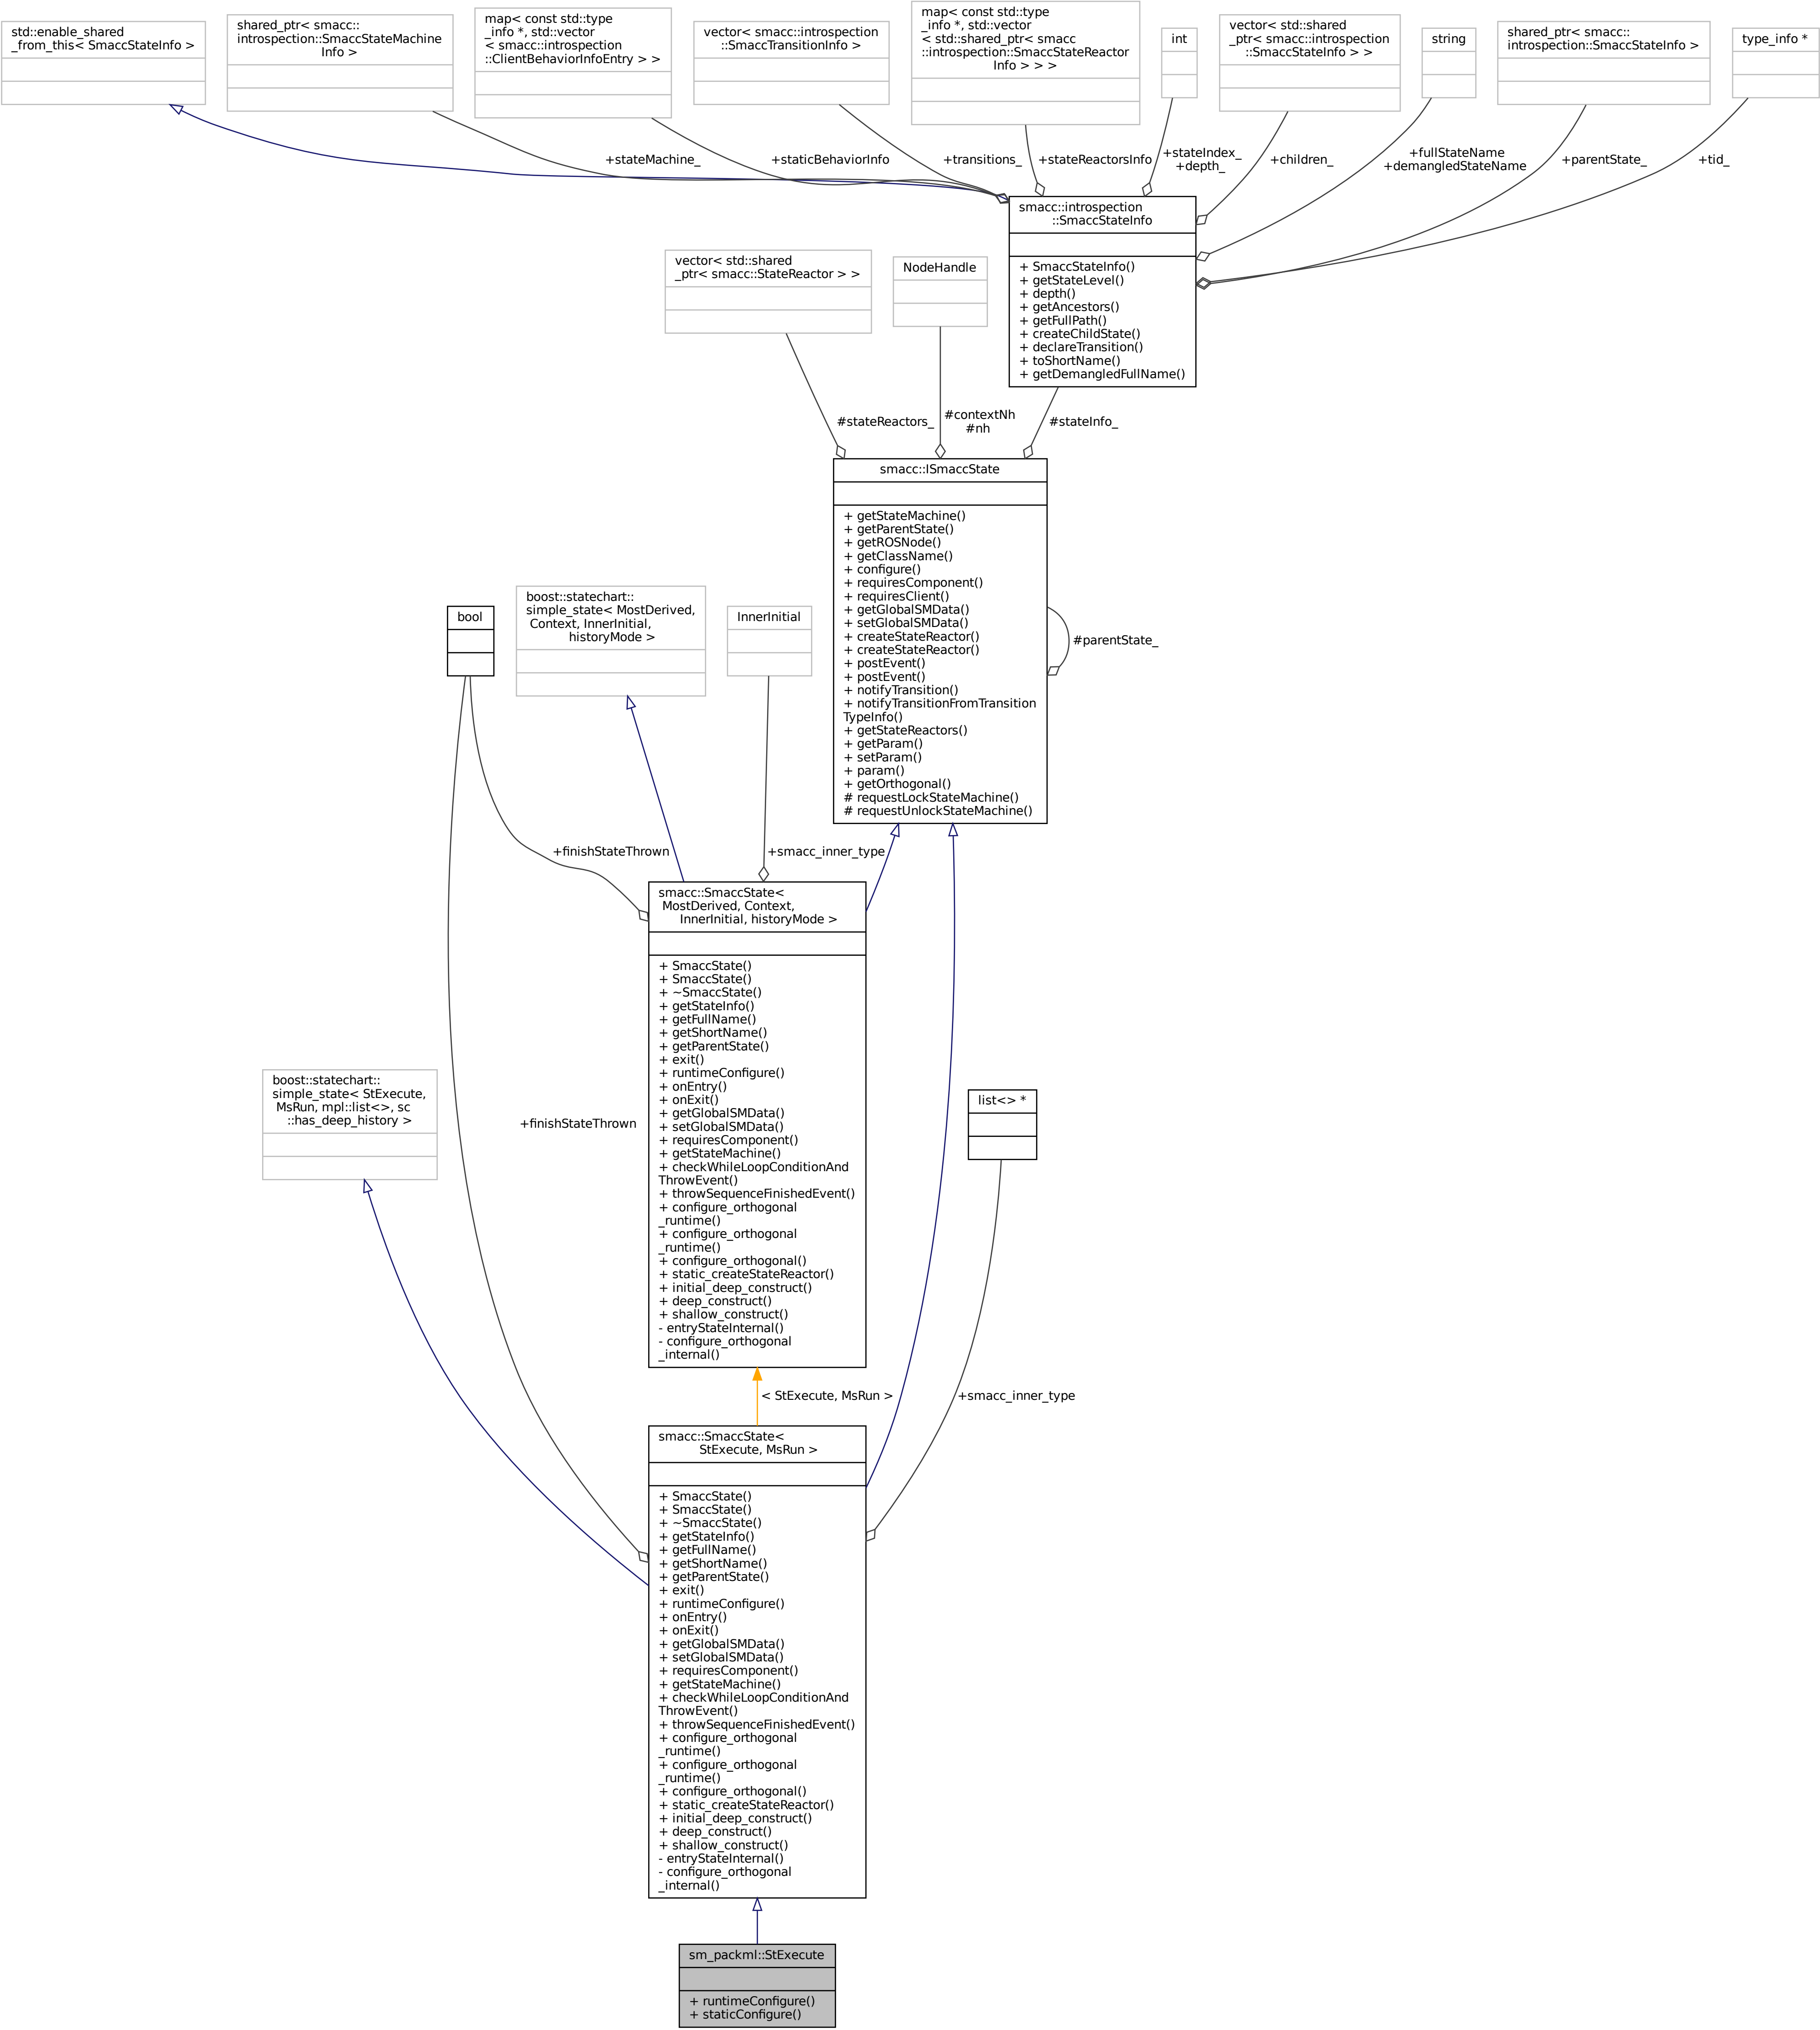 std::enable_shared
_from_this< SmaccStateInfo >
shared_ptr< smacc::
introspection::SmaccStateMachine
Info >
map< const std::type
_info *, std::vector
< smacc::introspection
::ClientBehaviorInfoEntry > >
vector< smacc::introspection
::SmaccTransitionInfo >
map< const std::type
_info *, std::vector
< std::shared_ptr< smacc
::introspection::SmaccStateReactor
Info > > >
int
vector< std::shared
_ptr< smacc::introspection
::SmaccStateInfo > >
string
shared_ptr< smacc::
introspection::SmaccStateInfo >
type_info *
+stateMachine_
+staticBehaviorInfo
+transitions_
+stateReactorsInfo
+stateIndex_
+depth_
+children_
+fullStateName
+demangledStateName
+parentState_
+tid_
smacc::introspection
::SmaccStateInfo
+ SmaccStateInfo()
+ getStateLevel()
+ depth()
+ getAncestors()
+ getFullPath()
+ createChildState()
+ declareTransition()
+ toShortName()
+ getDemangledFullName()
vector< std::shared
_ptr< smacc::StateReactor > >
NodeHandle
#stateReactors_
#contextNh
#nh
#stateInfo_
smacc::ISmaccState
+ getStateMachine()
+ getParentState()
+ getROSNode()
+ getClassName()
+ configure()
+ requiresComponent()
+ requiresClient()
+ getGlobalSMData()
+ setGlobalSMData()
+ createStateReactor()
+ createStateReactor()
+ postEvent()
+ postEvent()
+ notifyTransition()
+ notifyTransitionFromTransition
TypeInfo()
+ getStateReactors()
+ getParam()
+ setParam()
+ param()
+ getOrthogonal()
# requestLockStateMachine()
# requestUnlockStateMachine()
#parentState_
bool
boost::statechart::
simple_state< MostDerived,
Context, InnerInitial,
historyMode >
InnerInitial
+finishStateThrown
+smacc_inner_type
smacc::SmaccState<
MostDerived, Context,
InnerInitial, historyMode >
+ SmaccState()
+ SmaccState()
+ ~SmaccState()
+ getStateInfo()
+ getFullName()
+ getShortName()
+ getParentState()
+ exit()
+ runtimeConfigure()
+ onEntry()
+ onExit()
+ getGlobalSMData()
+ setGlobalSMData()
+ requiresComponent()
+ getStateMachine()
+ checkWhileLoopConditionAnd
ThrowEvent()
+ throwSequenceFinishedEvent()
+ configure_orthogonal
_runtime()
+ configure_orthogonal
_runtime()
+ configure_orthogonal()
+ static_createStateReactor()
+ initial_deep_construct()
+ deep_construct()
+ shallow_construct()
- entryStateInternal()
- configure_orthogonal
_internal()
boost::statechart::
simple_state< StExecute,
MsRun, mpl::list<>, sc
::has_deep_history >
+finishStateThrown
list<> *
< StExecute, MsRun >
+smacc_inner_type
smacc::SmaccState<
StExecute, MsRun >
+ SmaccState()
+ SmaccState()
+ ~SmaccState()
+ getStateInfo()
+ getFullName()
+ getShortName()
+ getParentState()
+ exit()
+ runtimeConfigure()
+ onEntry()
+ onExit()
+ getGlobalSMData()
+ setGlobalSMData()
+ requiresComponent()
+ getStateMachine()
+ checkWhileLoopConditionAnd
ThrowEvent()
+ throwSequenceFinishedEvent()
+ configure_orthogonal
_runtime()
+ configure_orthogonal
_runtime()
+ configure_orthogonal()
+ static_createStateReactor()
+ initial_deep_construct()
+ deep_construct()
+ shallow_construct()
- entryStateInternal()
- configure_orthogonal
_internal()
sm_packml::StExecute
+ runtimeConfigure()
+ staticConfigure()